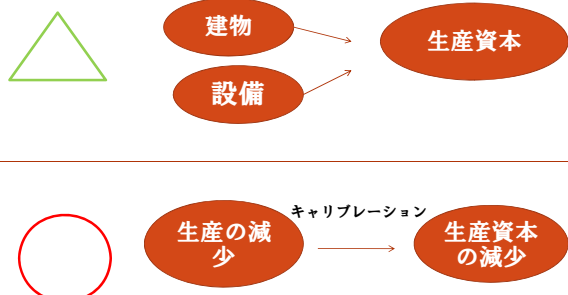 建物
生産資本
設備
キャリブレーション
生産の減
少
生産資本
の減少